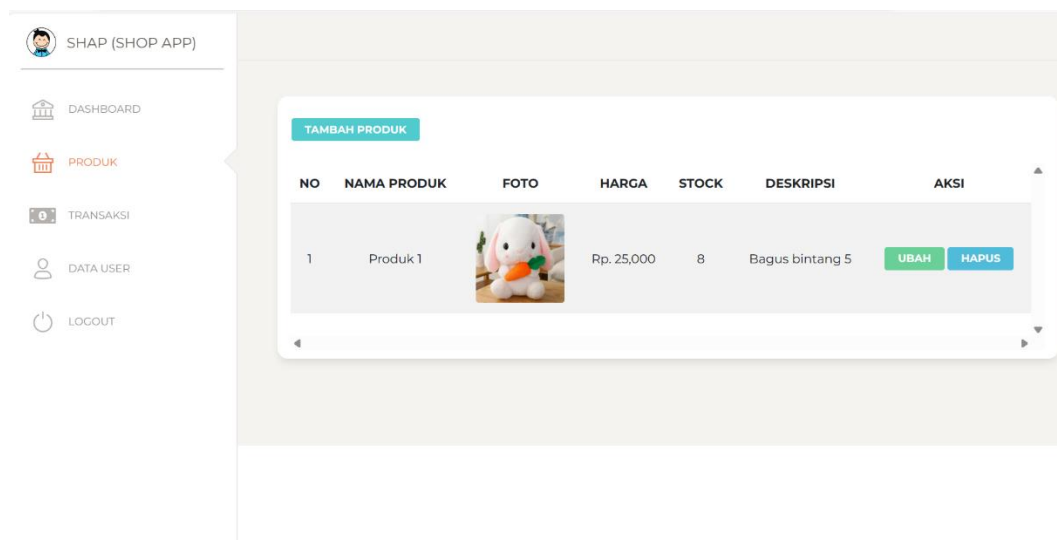 SHAP (SHOP APP)
DASHBOARD
PRODUK
TRANSAKSI
DATA USER
LOGOUT
TAMBAH PRODUK
NO NAMA PRODUK FOTO HARGA STOCK DESKRIPSI AKSI
1 Produk 1 Rp. 25,000 8 Bagus bintang 5 UBAH HAPUS